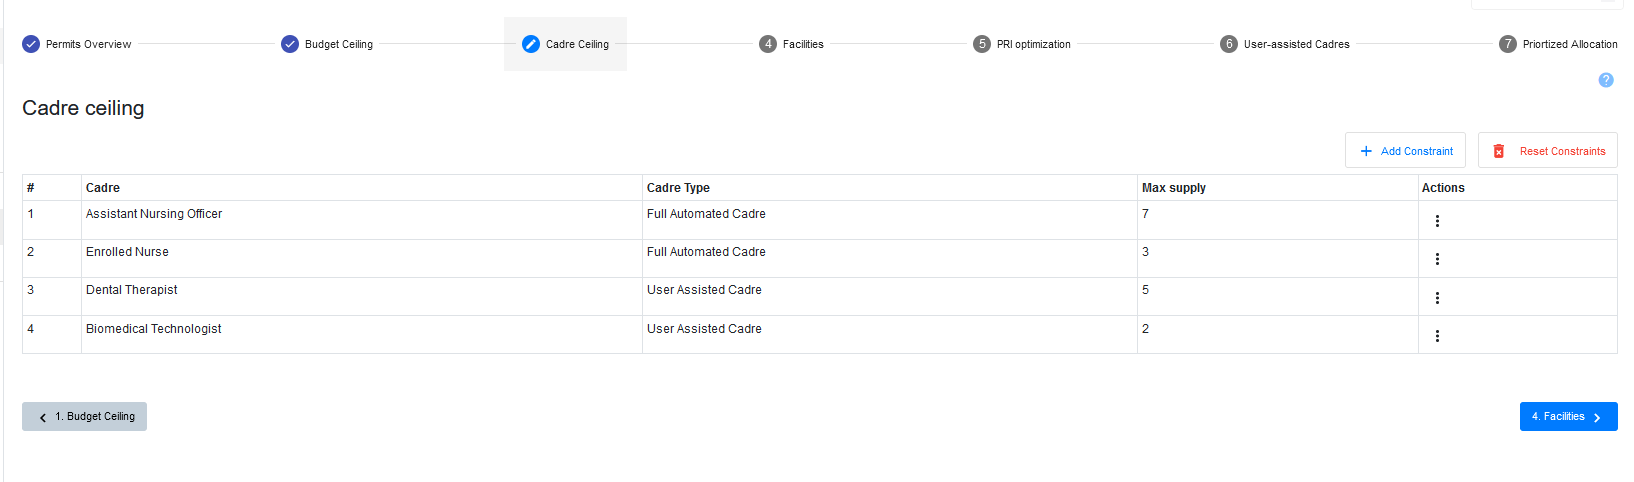 Permits Overview
Budget Ceiling
Cadre Ceiling
4 Facilities
5 PRI optimization
6 User-assisted Cadres
7 Priortized Allocation
?
Cadre ceiling
+ Add Constraint
Reset Constraints
# Cadre Cadre Type Max supply Actions
1 Assistant Nursing Officer Full Automated Cadre 7
2 Enrolled Nurse Full Automated Cadre 3
3 Dental Therapist User Assisted Cadre 5
4 Biomedical Technologist User Assisted Cadre 2
1. Budget Ceiling
4. Facilities